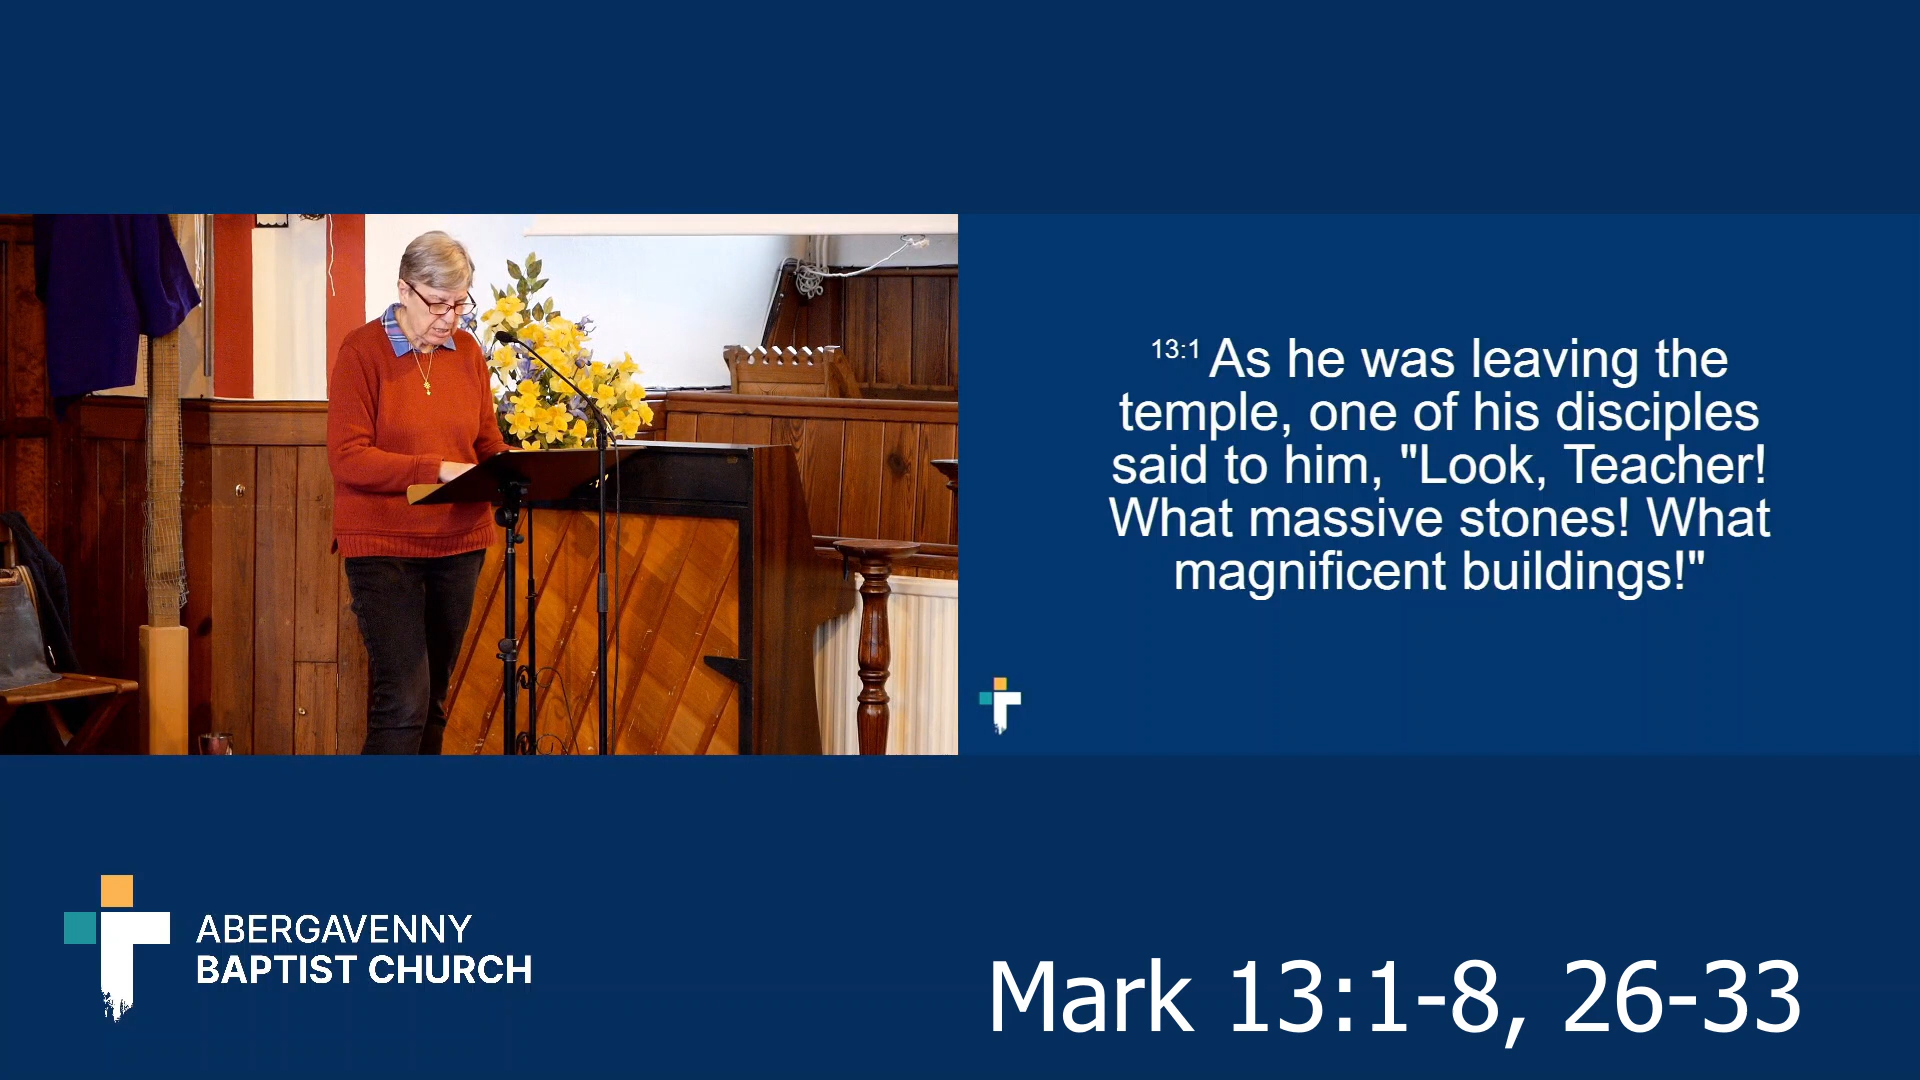 13:1 As he was leaving the
temple, one of his disciples
said to him, "Look, Teacher!
What massive stones! What
magnificent buildings!"
ABERGAVENNY
BAPTIST CHURCH
Mark 13:1-8, 26-33